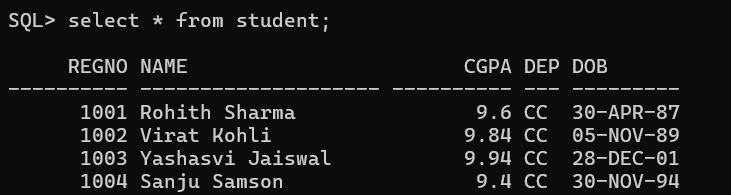 SQL> select * from student;
     REGNO NAME                       CGPA DEP DOB
---------- -------------------- ---------- --- ---------
      1001 Rohith Sharma               9.6 CC  30-APR-87
      1002 Virat Kohli                9.84 CC  05-NOV-89
      1003 Yashasvi Jaiswal           9.94 CC  28-DEC-01
      1004 Sanju Samson                9.4 CC  30-NOV-94